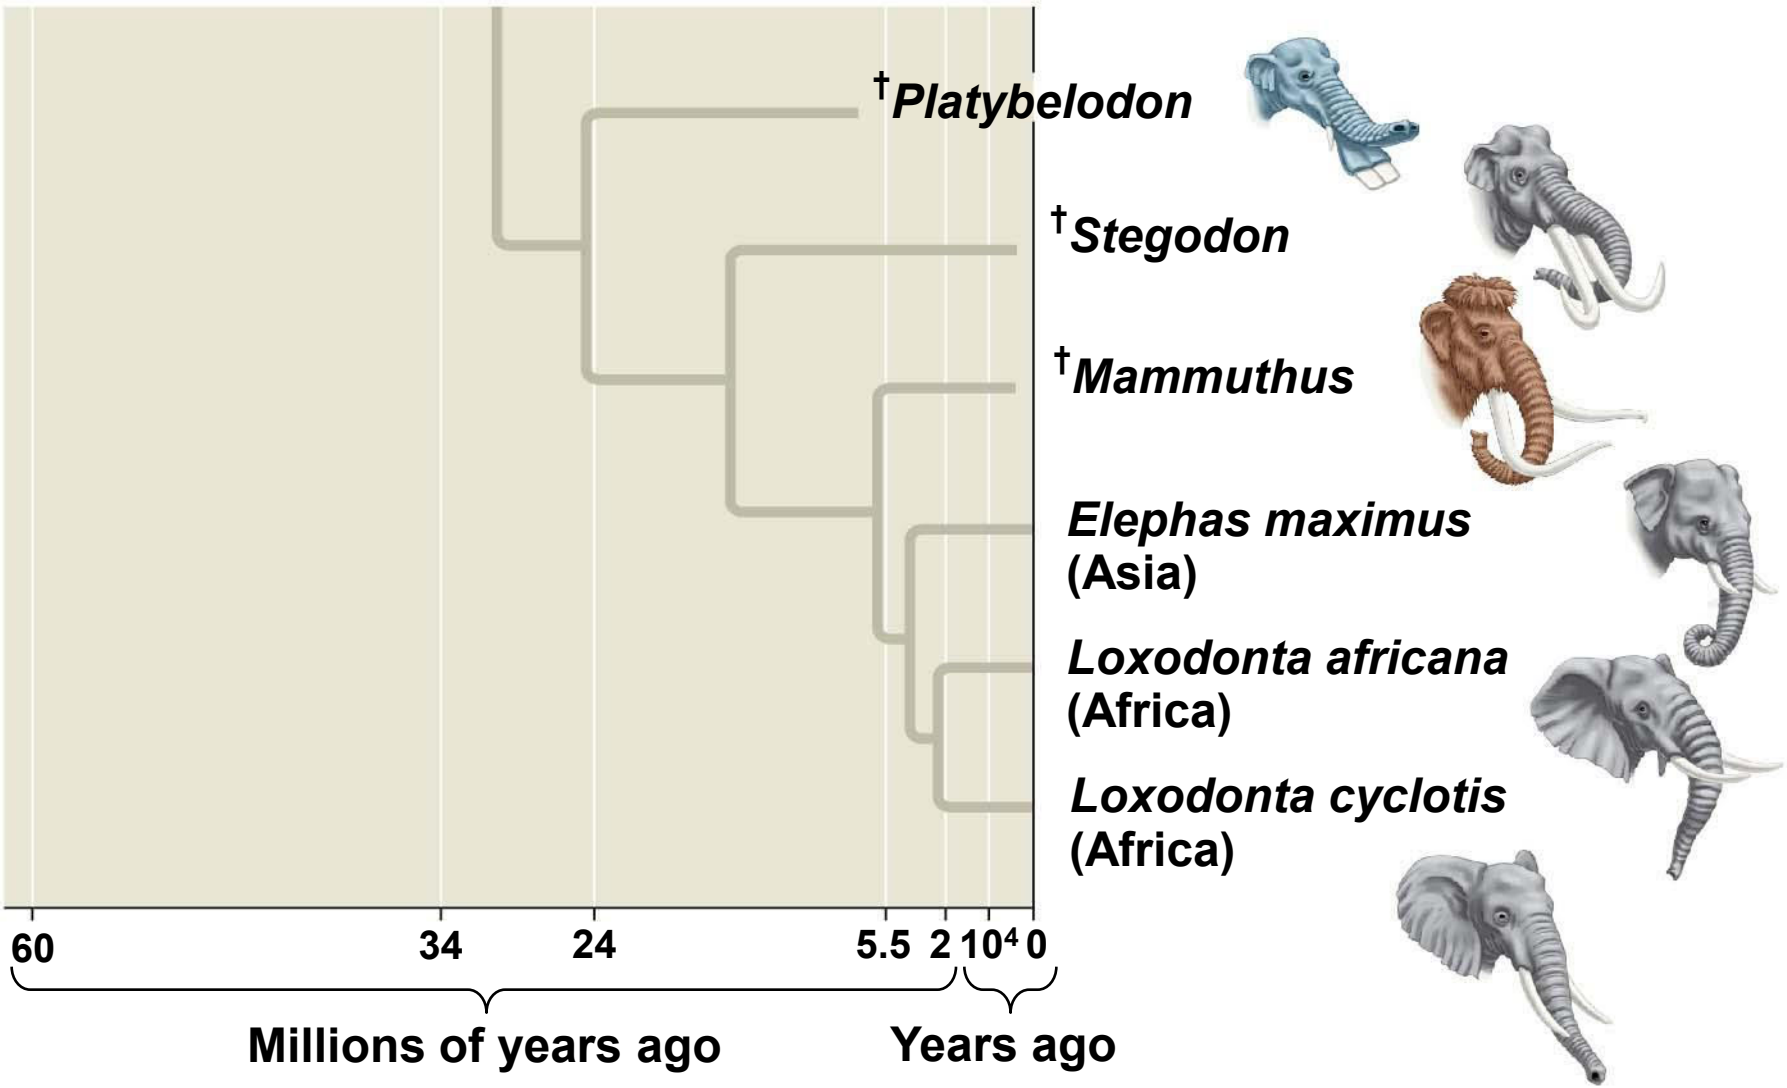 †Platybelodon
†Stegodon
†Mammuthus
Elephas maximus
(Asia)
Loxodonta africana
(Africa)
Loxodonta cyclotis
(Africa)
60 34 24 5.5 2 10⁴ 0
Millions of years ago Years ago